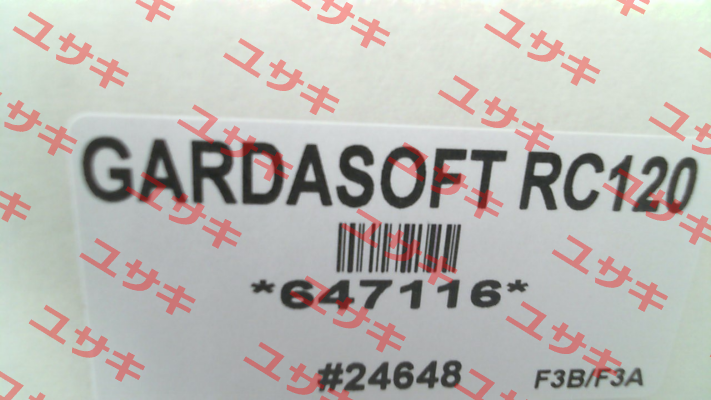 GARDASOFT RC120
*647116*
#24648 F3B/F3A
ユサキ